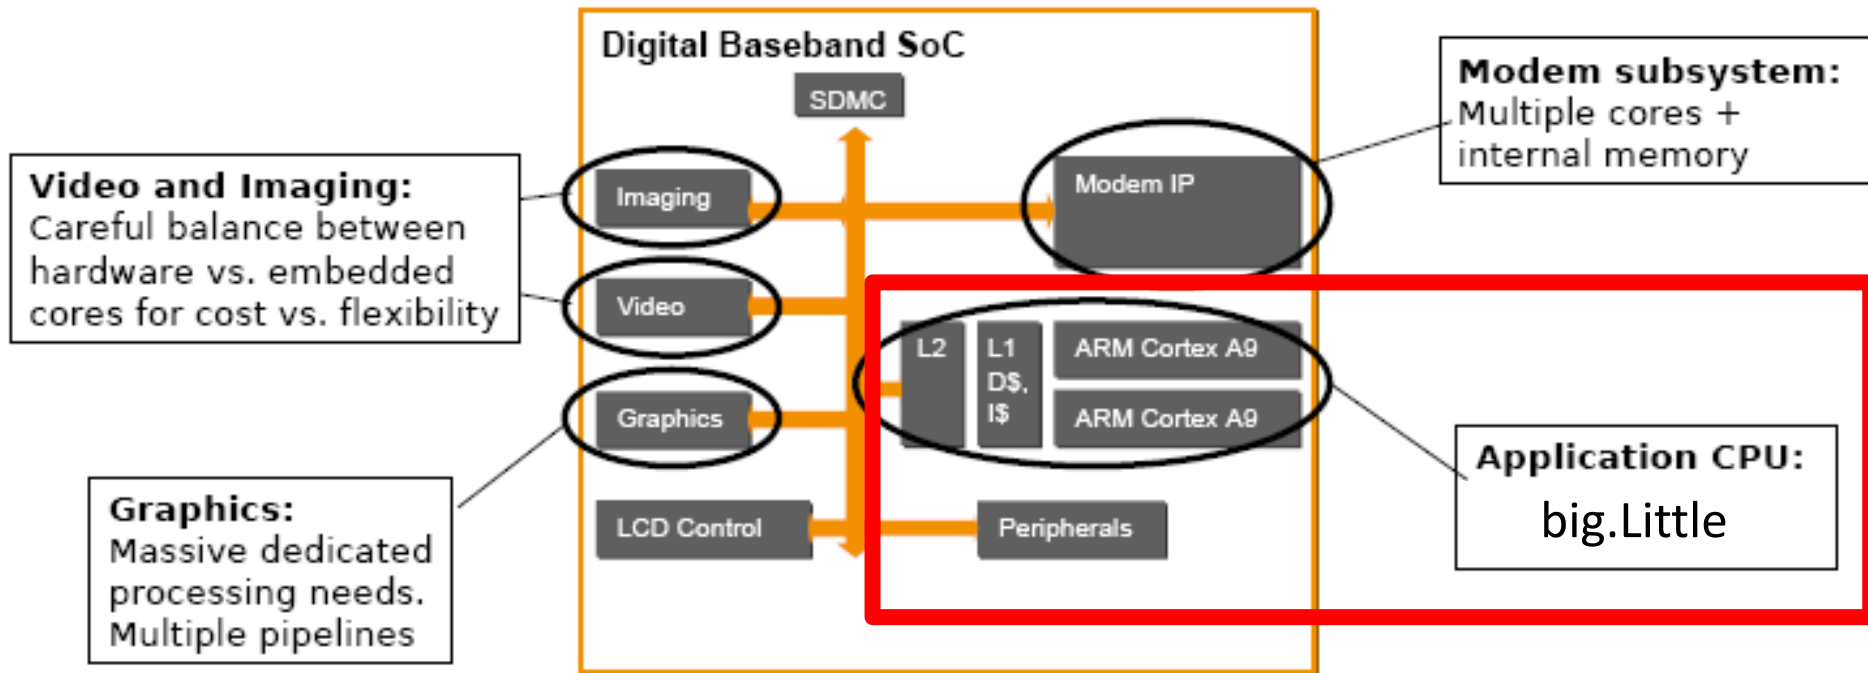 Digital Baseband SoC
SDMC
Modem subsystem:
Multiple cores +
internal memory
Video and Imaging:
Careful balance between
hardware vs. embedded
cores for cost vs. flexibility
Imaging
Modem IP
Video
L2
L1
D$,
I$
ARM Cortex A9
ARM Cortex A9
Graphics
Application CPU:
big.Little
Graphics:
Massive dedicated
processing needs.
Multiple pipelines
LCD Control
Peripherals